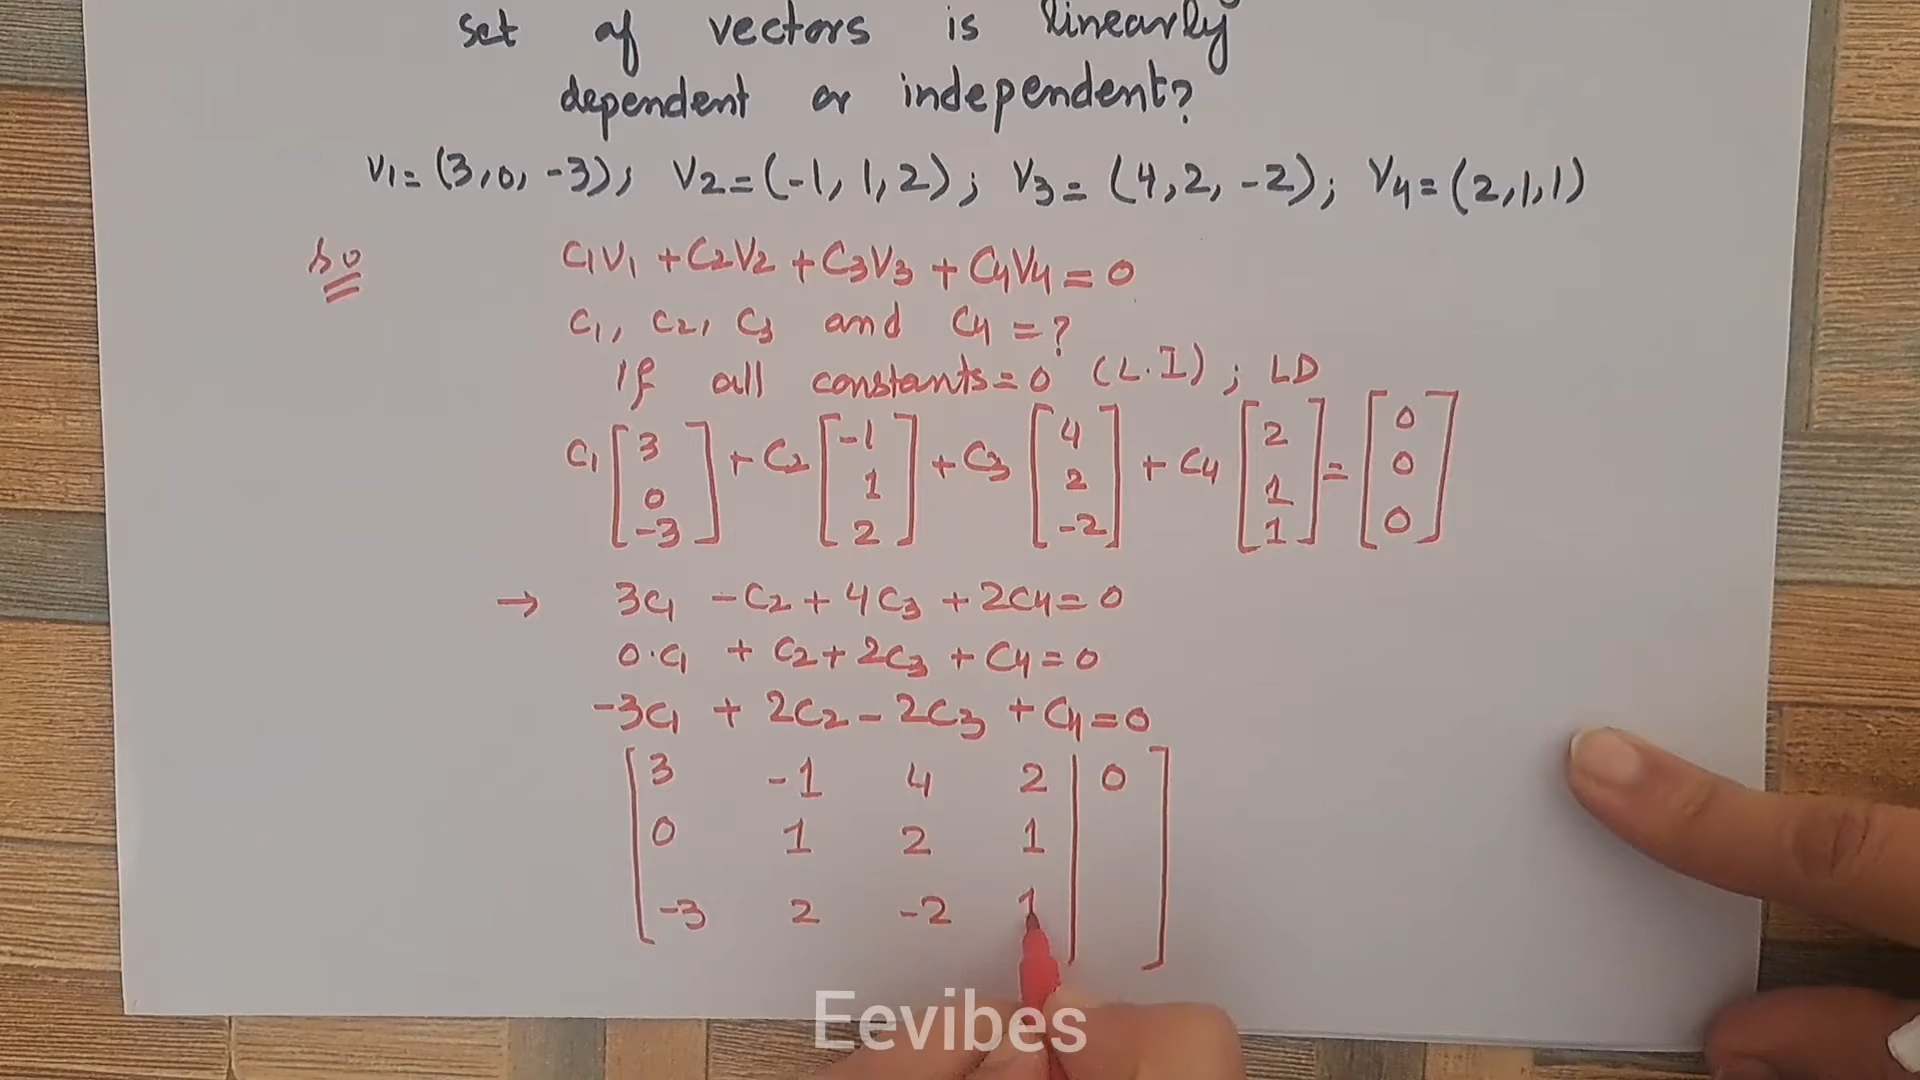 set of vectors is linearly
dependent or independent?
V1=(3,0,-3); V2=(-1,1,2); V3=(4,2,-2); V4=(2,1,1)
so C1V1+C2V2+C3V3+C4V4=0
C1, C2, C3 and C4=?
If all constants=0 (L.I); LD
C1[3 0 -3]+C2[-1 1 2]+C3[4 2 -2]+C4[2 1 1]=[0 0 0]
→ 3C1-C2+4C3+2C4=0
0·C1+C2+2C3+C4=0
-3C1+2C2-2C3+C4=0
3 -1 4 2 | 0
0 1 2 1
-3 2 -2 1
Eevibes